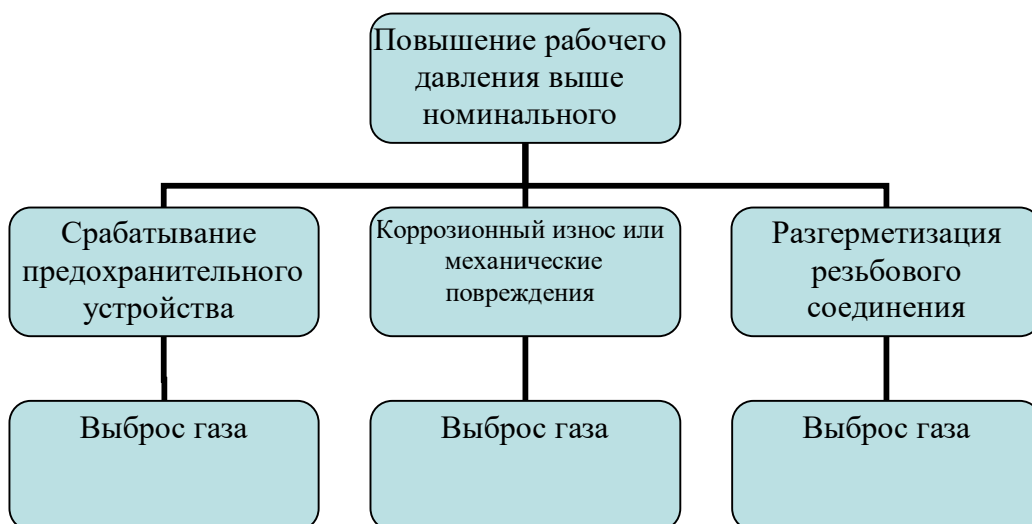 Повышение рабочего
давления выше
номинального
Срабатывание
предохранительного
устройства
Коррозионный износ или
механические
повреждения
Разгерметизация
резьбового
соединения
Выброс газа
Выброс газа
Выброс газа